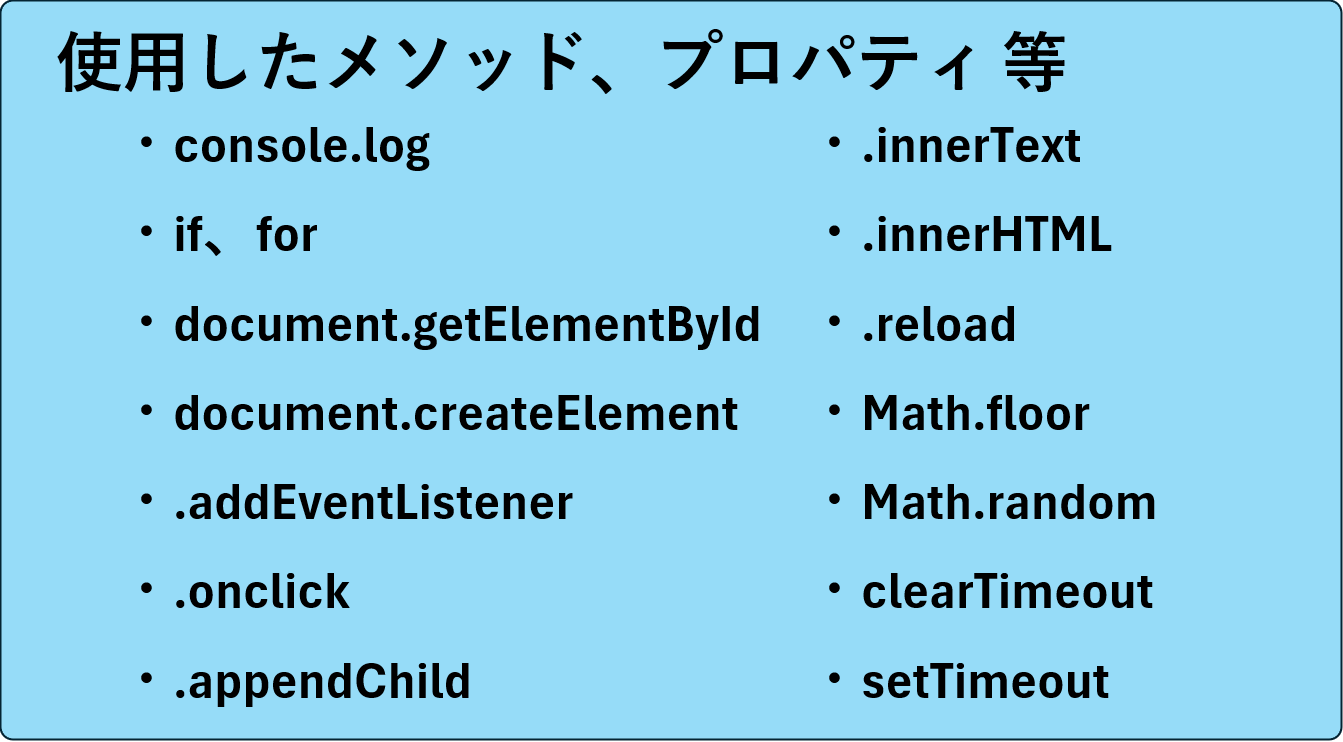 使用したメソッド、プロパティ 等
・console.log
・if、for
・document.getElementById
・document.createElement
・.addEventListener
・.onclick
・.appendChild
・.innerText
・.innerHTML
・.reload
・Math.floor
・Math.random
・clearTimeout
・setTimeout